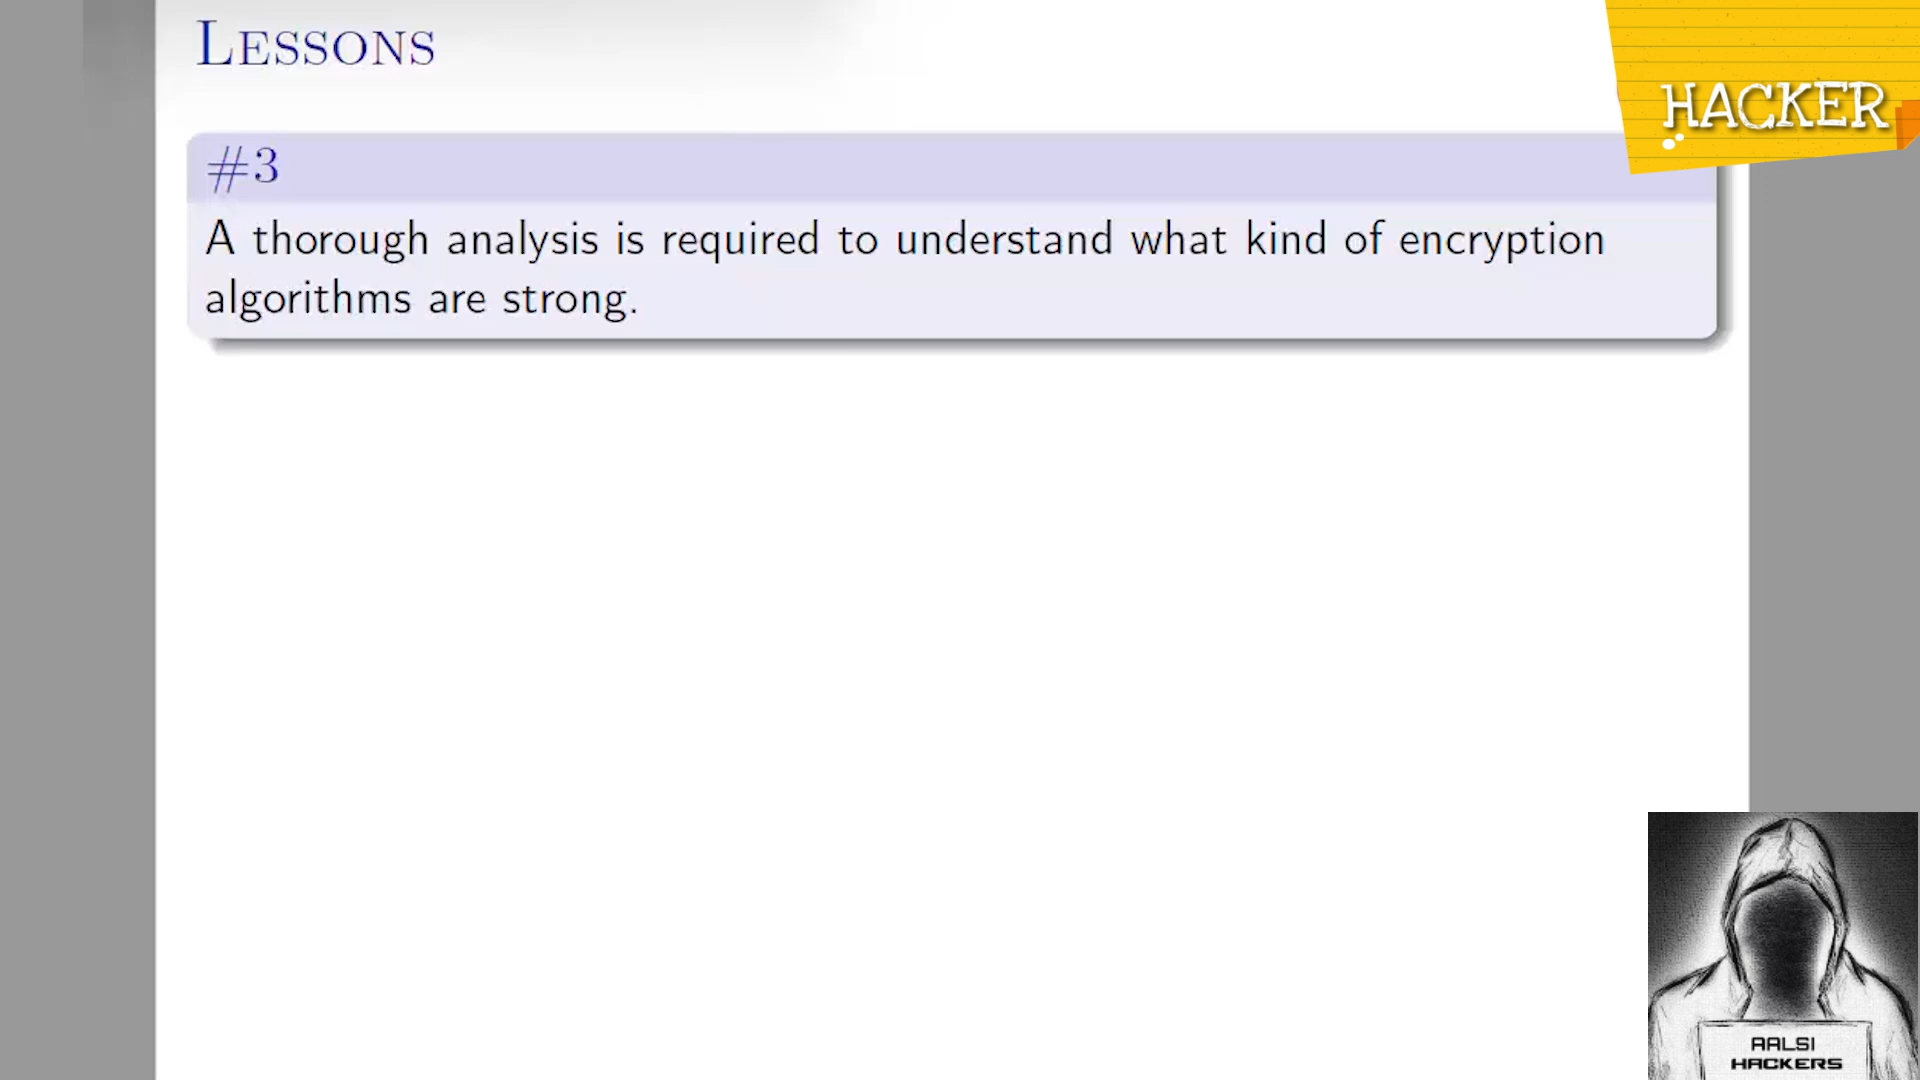 LESSONS
HACKER
#3
A thorough analysis is required to understand what kind of encryption
algorithms are strong.
AALSI
HACKERS